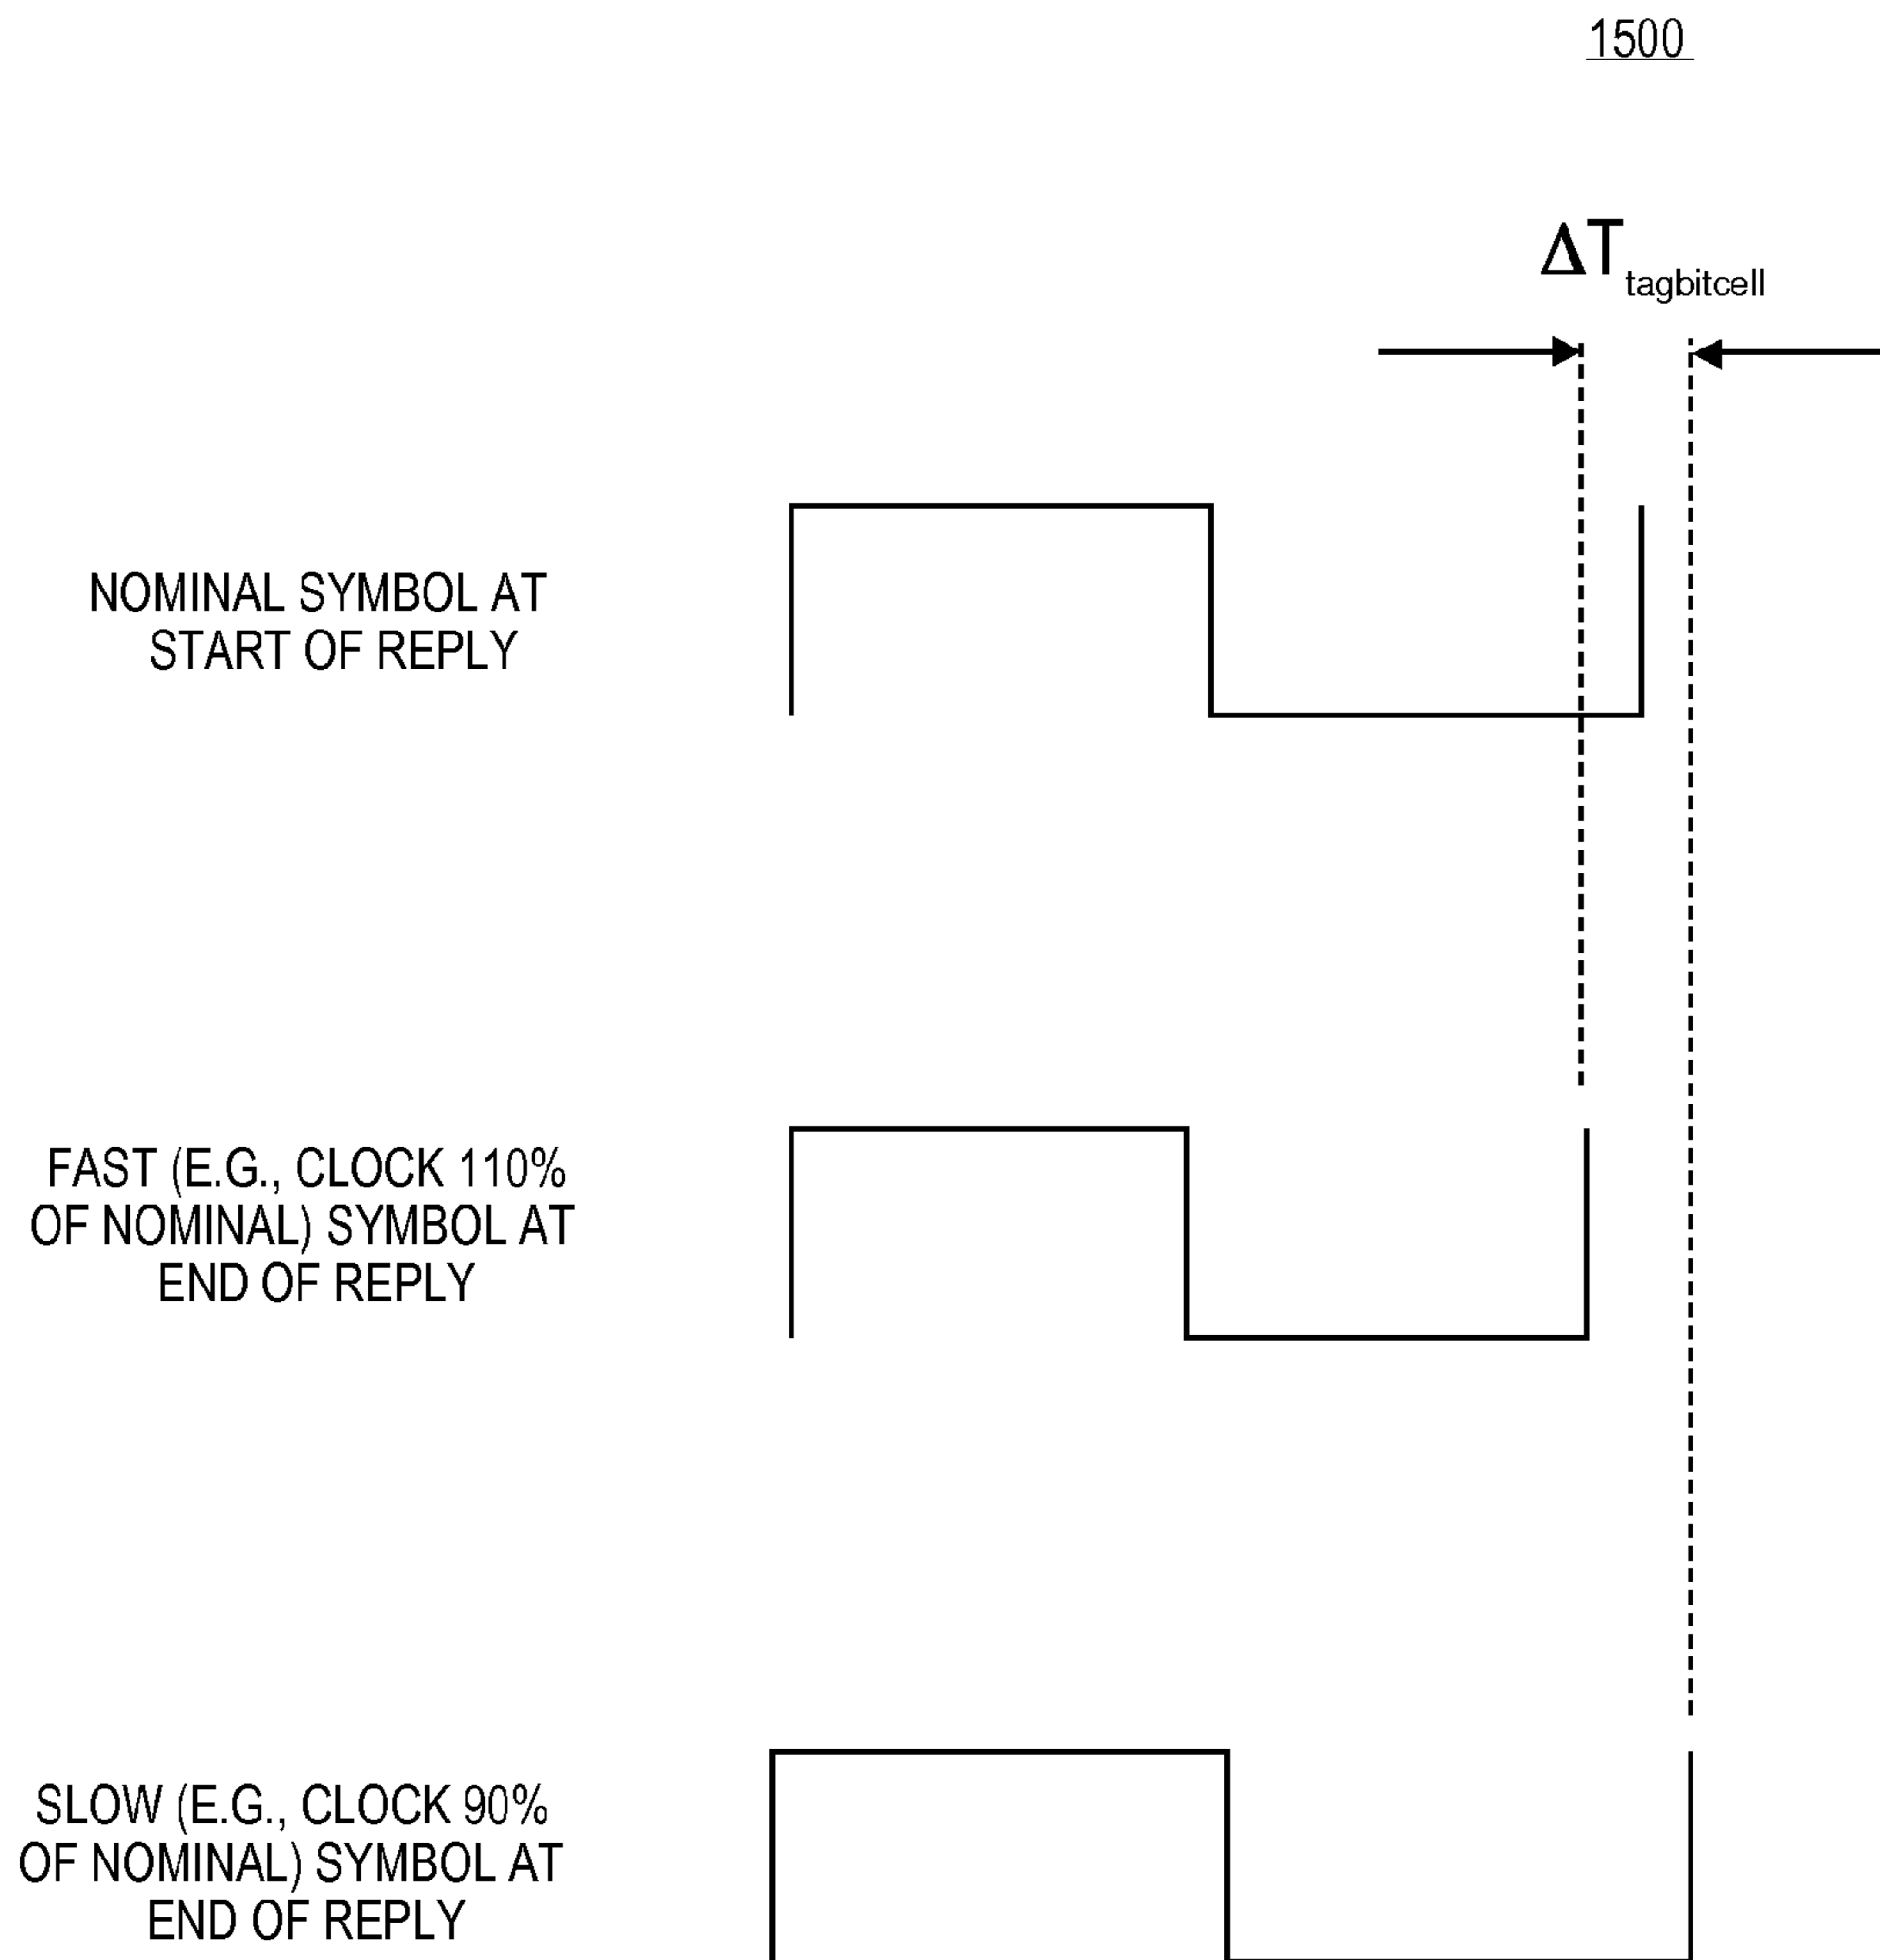 1500
ΔT tagbitcell
NOMINAL SYMBOL AT
START OF REPLY
FAST (E.G., CLOCK 110%
OF NOMINAL) SYMBOL AT
END OF REPLY
SLOW (E.G., CLOCK 90%
OF NOMINAL) SYMBOL AT
END OF REPLY